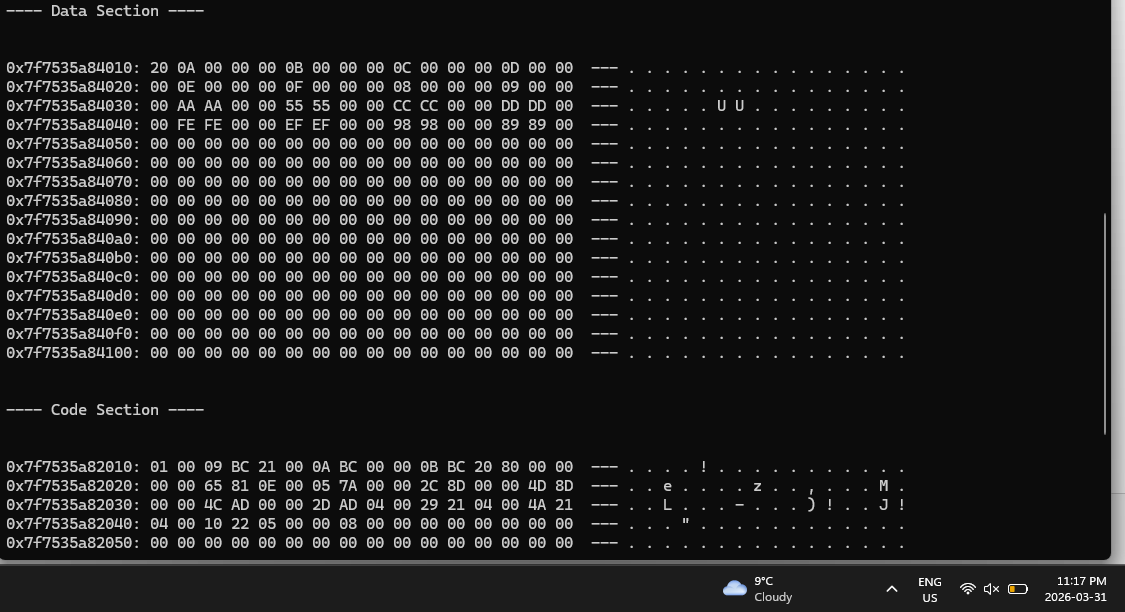 ---- Data Section ----
0x7f7535a84010: 20 0A 00 00 00 0B 00 00 00 0C 00 00 00 0D 00 00  --- . . . . . . . . . . . . . . . .
0x7f7535a84020: 00 0E 00 00 00 0F 00 00 00 08 00 00 00 09 00 00  --- . . . . . . . . . . . . . . . .
0x7f7535a84030: 00 AA AA 00 00 55 55 00 00 CC CC 00 00 DD DD 00  --- . . . . . U U . . . . . . . . .
0x7f7535a84040: 00 FE FE 00 00 EF EF 00 00 98 98 00 00 89 89 00  --- . . . . . . . . . . . . . . . .
0x7f7535a84050: 00 00 00 00 00 00 00 00 00 00 00 00 00 00 00 00  --- . . . . . . . . . . . . . . . .
0x7f7535a84060: 00 00 00 00 00 00 00 00 00 00 00 00 00 00 00 00  --- . . . . . . . . . . . . . . . .
0x7f7535a84070: 00 00 00 00 00 00 00 00 00 00 00 00 00 00 00 00  --- . . . . . . . . . . . . . . . .
0x7f7535a84080: 00 00 00 00 00 00 00 00 00 00 00 00 00 00 00 00  --- . . . . . . . . . . . . . . . .
0x7f7535a84090: 00 00 00 00 00 00 00 00 00 00 00 00 00 00 00 00  --- . . . . . . . . . . . . . . . .
0x7f7535a840a0: 00 00 00 00 00 00 00 00 00 00 00 00 00 00 00 00  --- . . . . . . . . . . . . . . . .
0x7f7535a840b0: 00 00 00 00 00 00 00 00 00 00 00 00 00 00 00 00  --- . . . . . . . . . . . . . . . .
0x7f7535a840c0: 00 00 00 00 00 00 00 00 00 00 00 00 00 00 00 00  --- . . . . . . . . . . . . . . . .
0x7f7535a840d0: 00 00 00 00 00 00 00 00 00 00 00 00 00 00 00 00  --- . . . . . . . . . . . . . . . .
0x7f7535a840e0: 00 00 00 00 00 00 00 00 00 00 00 00 00 00 00 00  --- . . . . . . . . . . . . . . . .
0x7f7535a840f0: 00 00 00 00 00 00 00 00 00 00 00 00 00 00 00 00  --- . . . . . . . . . . . . . . . .
0x7f7535a84100: 00 00 00 00 00 00 00 00 00 00 00 00 00 00 00 00  --- . . . . . . . . . . . . . . . .
---- Code Section ----
0x7f7535a82010: 01 00 09 BC 21 00 0A BC 00 00 0B BC 20 80 00 00  --- . . . . ! . . . . . . . . . . .
0x7f7535a82020: 00 00 65 81 0E 00 05 7A 00 00 2C 8D 00 00 4D 8D  --- . . e . . . . z . . , . . . M .
0x7f7535a82030: 00 00 4C AD 00 00 2D AD 04 00 29 21 04 00 4A 21  --- . . L . . . - . . . ) ! . . J !
0x7f7535a82040: 04 00 10 22 05 00 00 08 00 00 00 00 00 00 00 00  --- . . . " . . . . . . . . . . . .
0x7f7535a82050: 00 00 00 00 00 00 00 00 00 00 00 00 00 00 00 00  --- . . . . . . . . . . . . . . . .
9°C
Cloudy
ENG
US
11:17 PM
2026-03-31